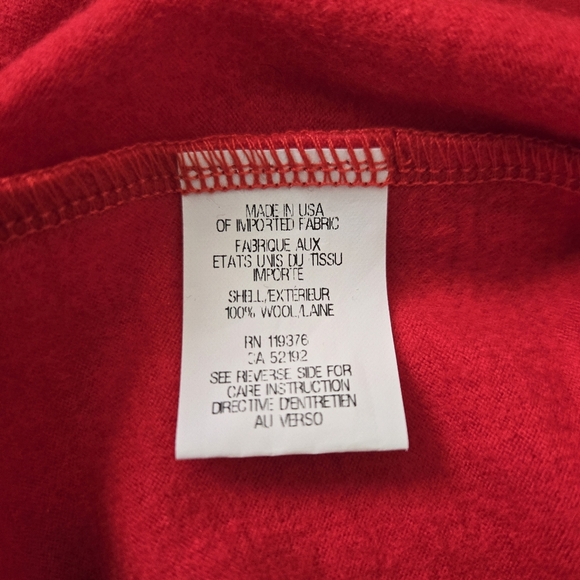 MADE IN USA
OF IMPORTED FABRIC
FABRIQUE AUX
ETATS UNIS DU TISSU
IMPORTE
SHELL/EXTERIEUR
100% WOOL/LAINE
RN 119376
CA 52192
SEE REVERSE SIDE FOR
CARE INSTRUCTION
DIRECTIVE D'ENTRETIEN
AU VERSO